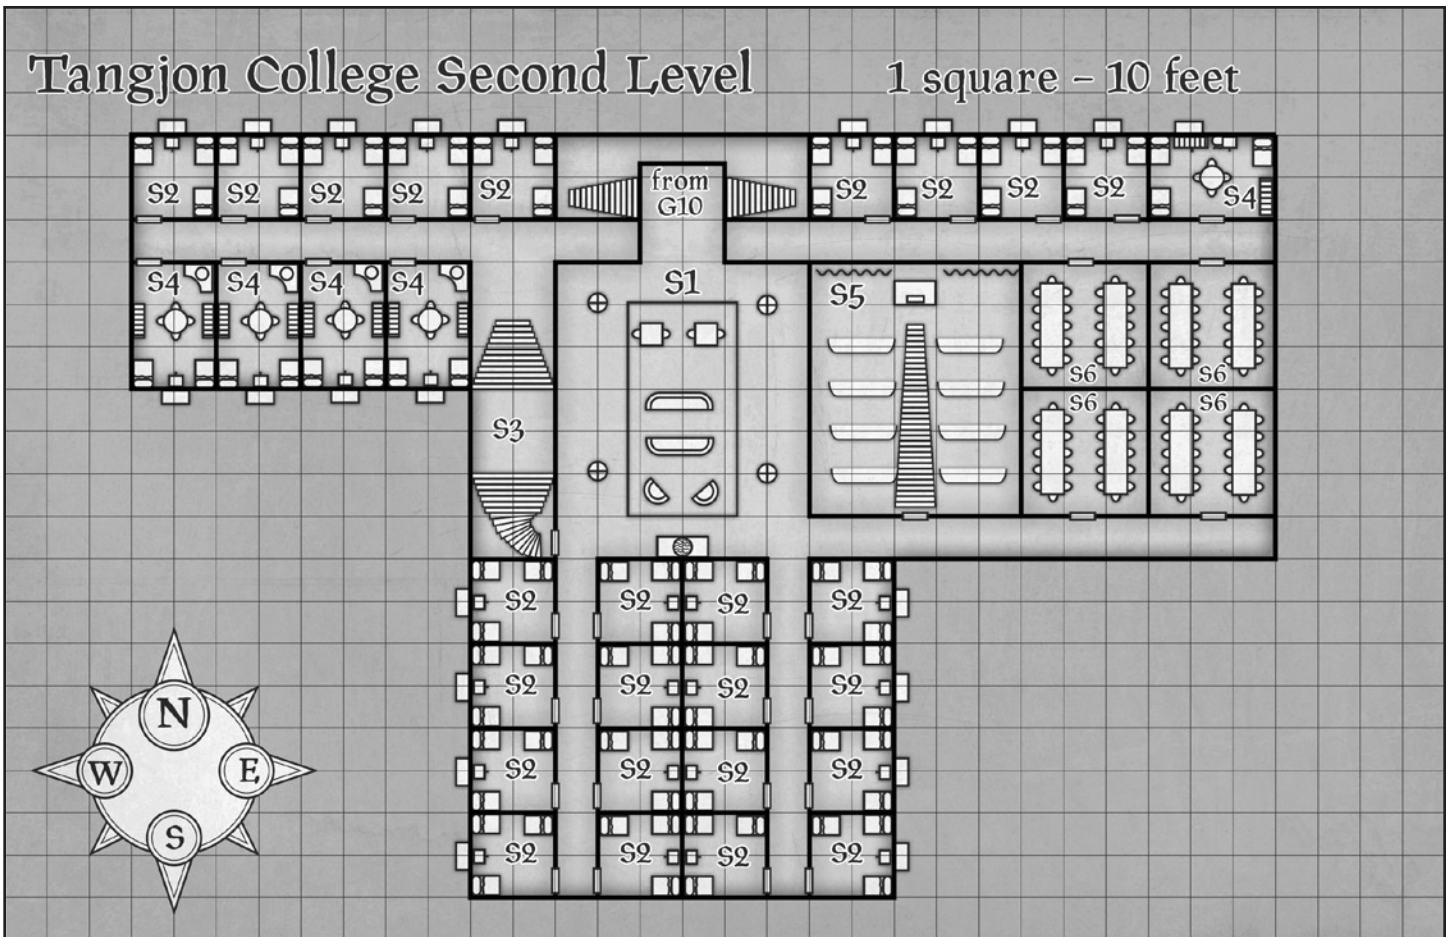 Tangjon College Second Level
1 square – 10 feet
S2 S2 S2 S2 S2 from S2 S2 S2 S2 S4
G10
S4 S4 S4 S4 S1 S5
S6 S6
S6 S6
S3
S2 S2 S2 S2
S2 S2 S2 S2
N
W E
S2 S2 S2 S2
S
S2 S2 S2 S2